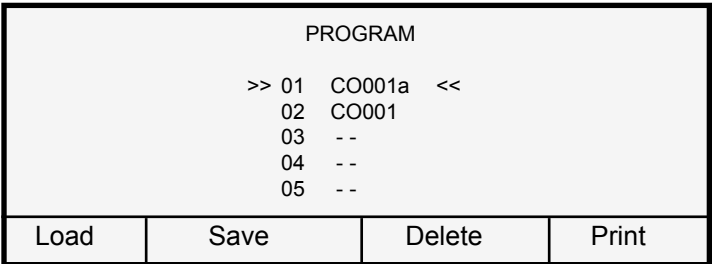 PROGRAM
>> 01 CO001a <<
02 CO001
03 - -
04 - -
05 - -
Load Save Delete Print